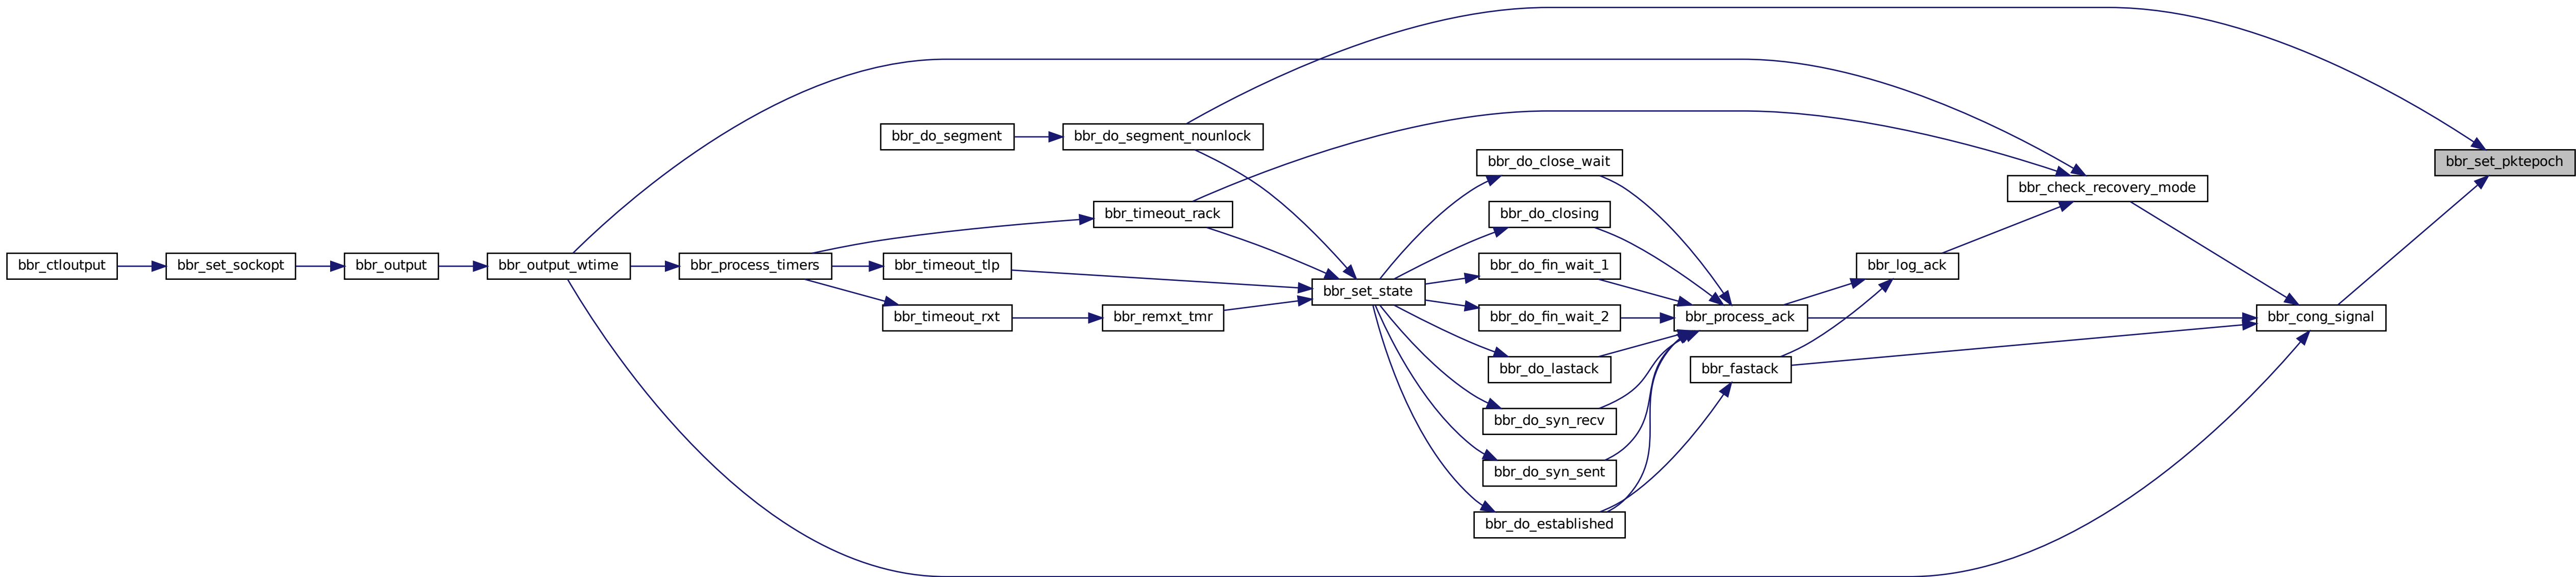 bbr_do_segment
bbr_do_segment_nounlock
bbr_do_close_wait
bbr_set_pktepoch
bbr_check_recovery_mode
bbr_timeout_rack
bbr_do_closing
bbr_ctloutput
bbr_set_sockopt
bbr_output
bbr_output_wtime
bbr_process_timers
bbr_timeout_tlp
bbr_do_fin_wait_1
bbr_log_ack
bbr_set_state
bbr_timeout_rxt
bbr_remxt_tmr
bbr_do_fin_wait_2
bbr_process_ack
bbr_cong_signal
bbr_do_lastack
bbr_fastack
bbr_do_syn_recv
bbr_do_syn_sent
bbr_do_established